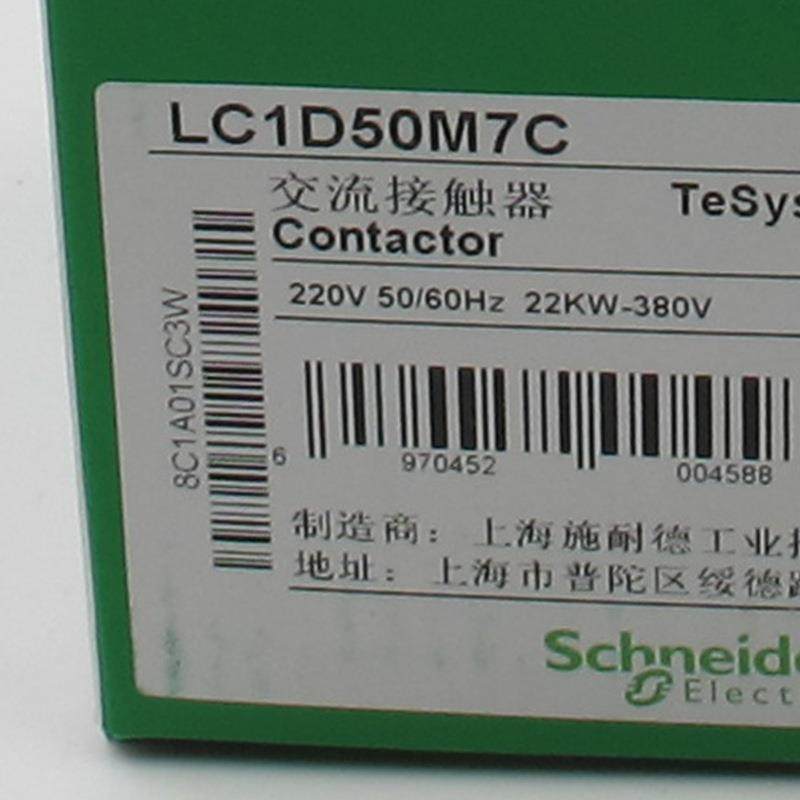 LC1D50M7C
交流接触器 TeSys
Contactor
220V 50/60Hz 22KW-380V
8C1A01SC3W
6 970452 004588
制造商：上海施耐德工业
地址：上海市普陀区绥德路
Schneide
Elect